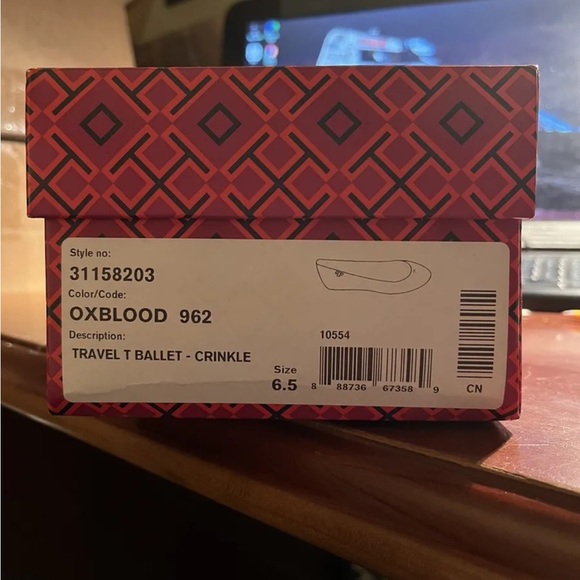 Style no:
31158203
Color/Code:
OXBLOOD 962
Description:
TRAVEL T BALLET - CRINKLE
10554
Size
6.5
8 88736 67358 9
CN